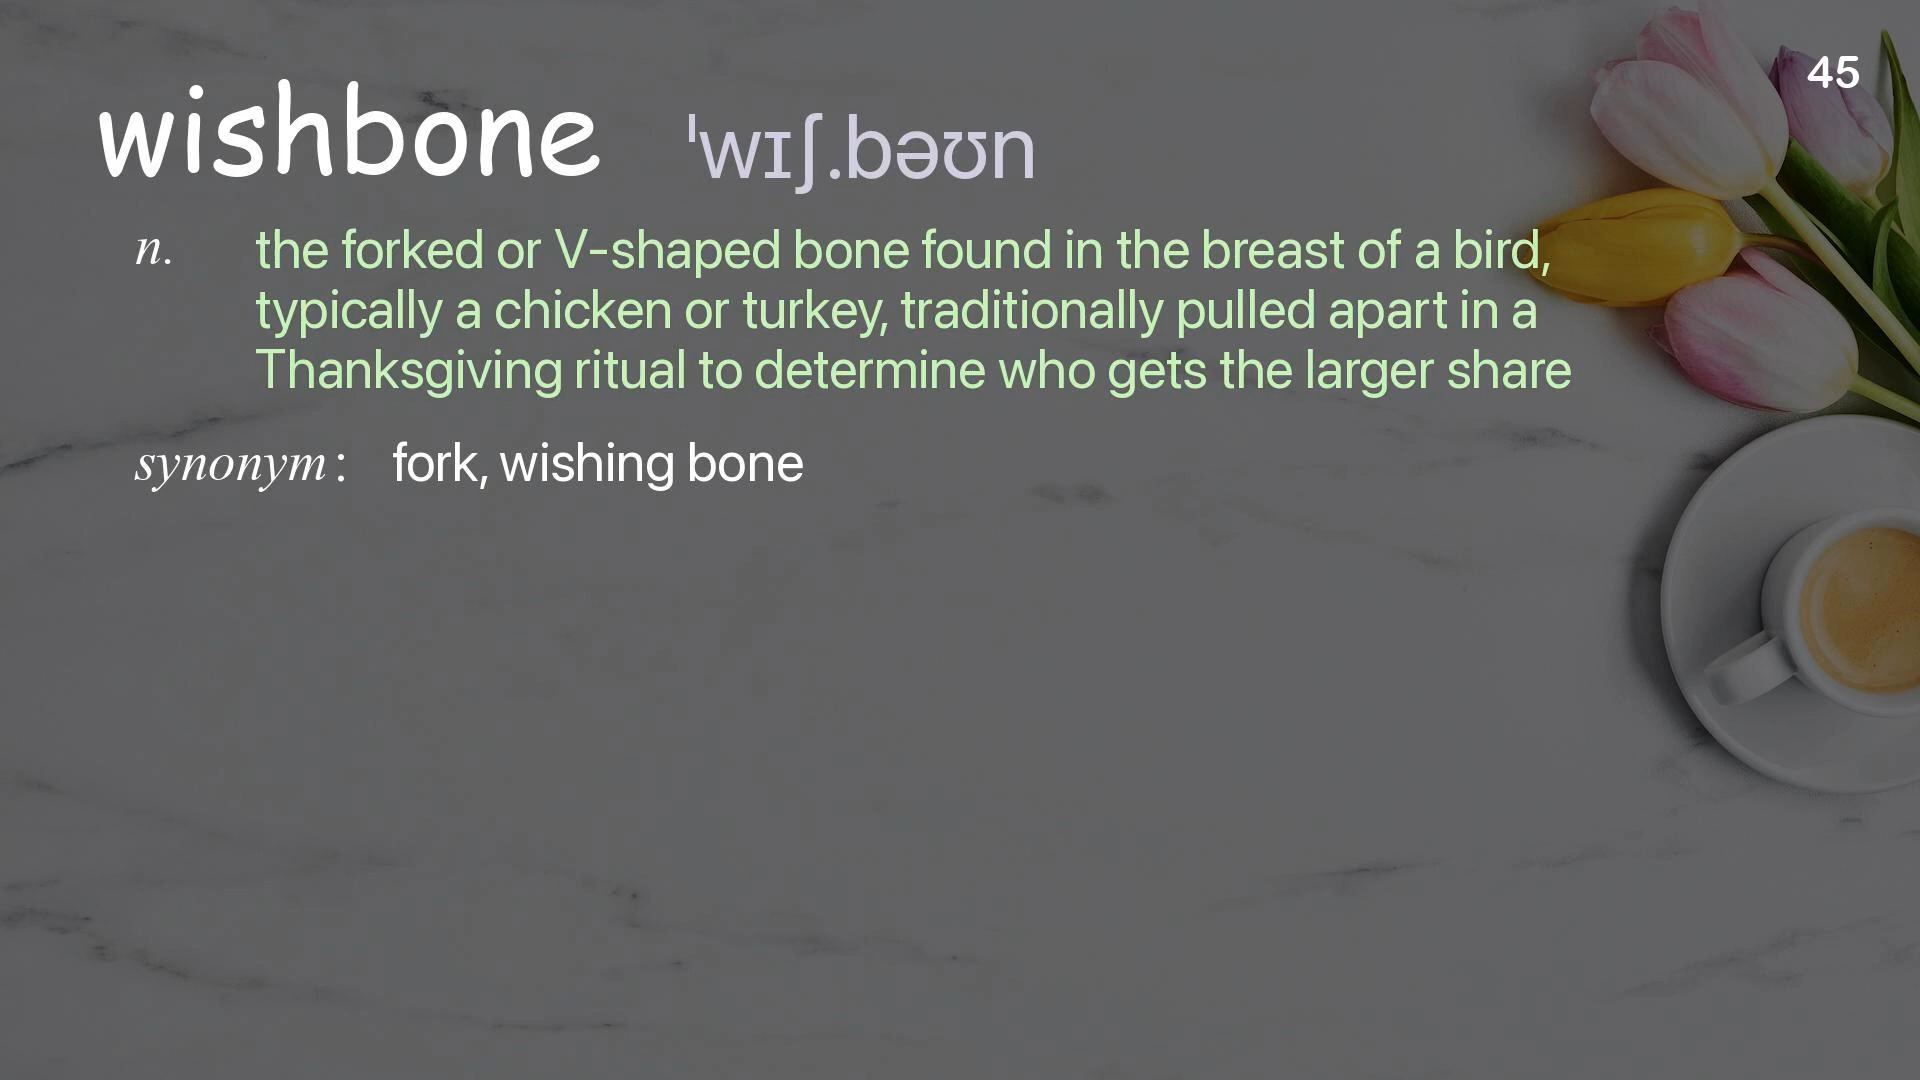 45
wishbone ˈwɪʃ.bəʊn
n. the forked or V-shaped bone found in the breast of a bird,
typically a chicken or turkey, traditionally pulled apart in a
Thanksgiving ritual to determine who gets the larger share
synonym: fork, wishing bone